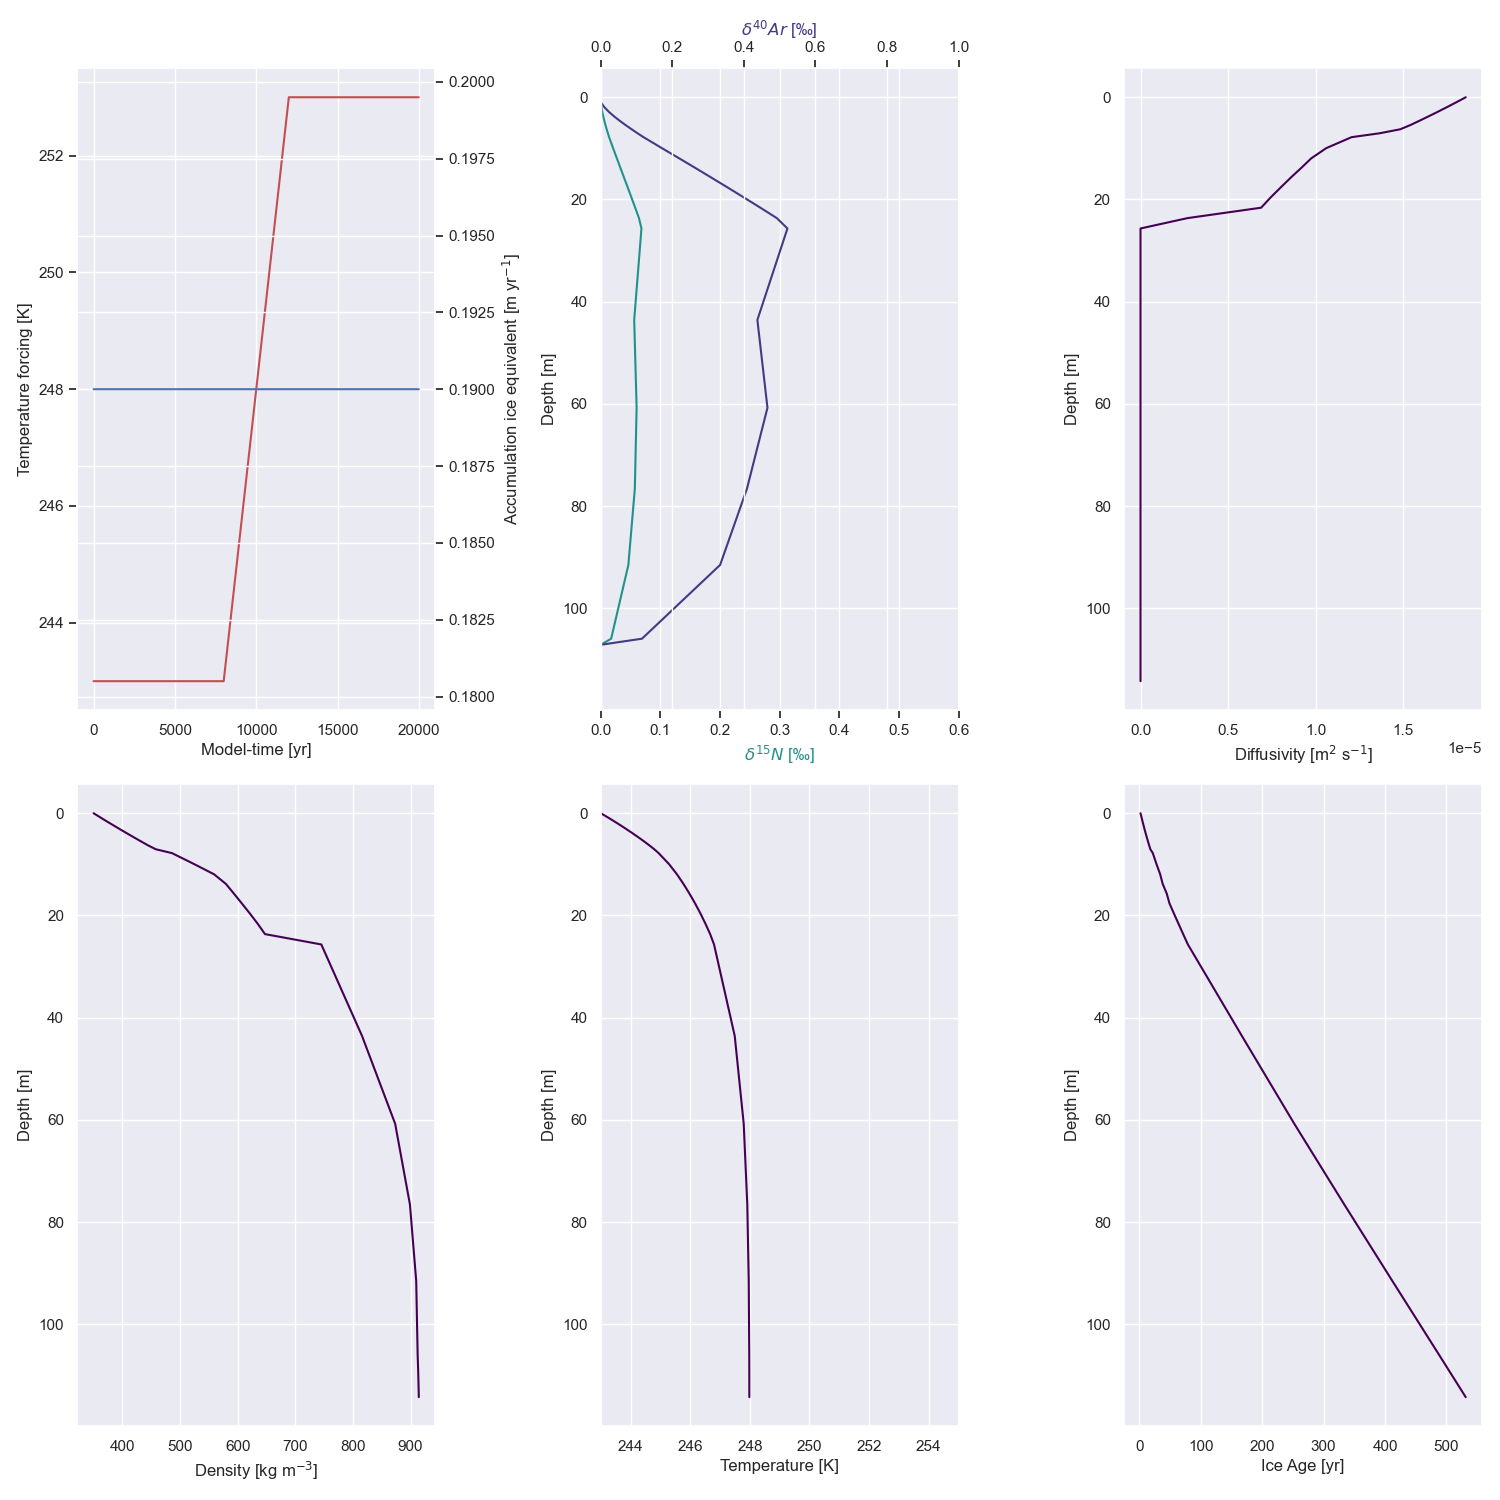 Temperature forcing [K]
252
250
248
246
244
0 5000 10000 15000 20000
Model-time [yr]
0.2000
0.1975
0.1950
0.1925
0.1900
0.1875
0.1850
0.1825
0.1800
Accumulation ice equivalent [m yr⁻¹]
δ⁴⁰Ar [‰]
0.0 0.2 0.4 0.6 0.8 1.0
0
20
40
60
80
100
Depth [m]
0.0 0.1 0.2 0.3 0.4 0.5 0.6
δ¹⁵N [‰]
0
20
40
60
80
100
Depth [m]
0.0 0.5 1.0 1.5
1e−5
Diffusivity [m² s⁻¹]
0
20
40
60
80
100
Depth [m]
400 500 600 700 800 900
Density [kg m⁻³]
0
20
40
60
80
100
Depth [m]
244 246 248 250 252 254
Temperature [K]
0
20
40
60
80
100
Depth [m]
0 100 200 300 400 500
Ice Age [yr]